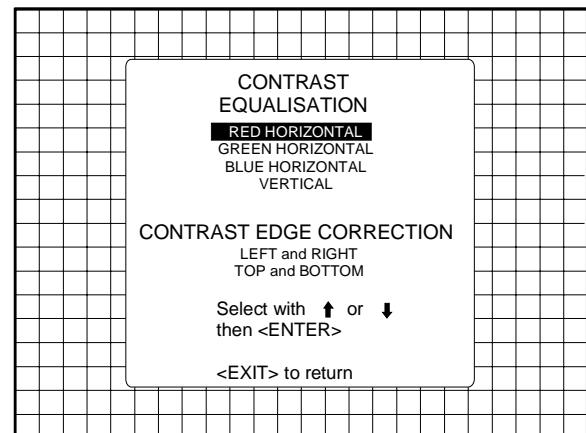 CONTRAST
EQUALISATION
RED HORIZONTAL
GREEN HORIZONTAL
BLUE HORIZONTAL
VERTICAL
CONTRAST EDGE CORRECTION
LEFT and RIGHT
TOP and BOTTOM
Select with ⬆ or ⬇
then <ENTER>
<EXIT> to return